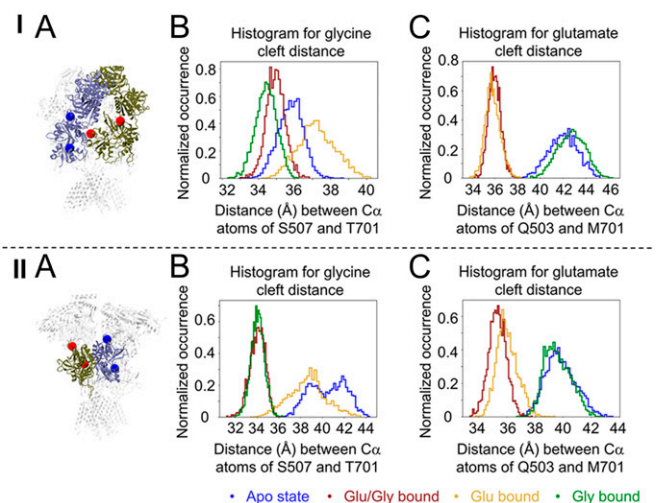 I A
B
Histogram for glycine
cleft distance
Normalized occurrence
0.8
0.6
0.4
0.2
0
32 34 36 38 40
Distance (Å) between Cα
atoms of S507 and T701
C
Histogram for glutamate
cleft distance
Normalized occurrence
0.8
0.6
0.4
0.2
0
34 36 38 40 42 44 46
Distance (Å) between Cα
atoms of Q503 and M701
II A
B
Histogram for glycine
cleft distance
Normalized occurrence
0.6
0.4
0.2
0
32 34 36 38 40 42 44
Distance (Å) between Cα
atoms of S507 and T701
C
Histogram for glutamate
cleft distance
Normalized occurrence
0.6
0.4
0.2
0
34 36 38 40 42 44
Distance (Å) between Cα
atoms of Q503 and M701
• Apo state • Glu/Gly bound • Glu bound • Gly bound